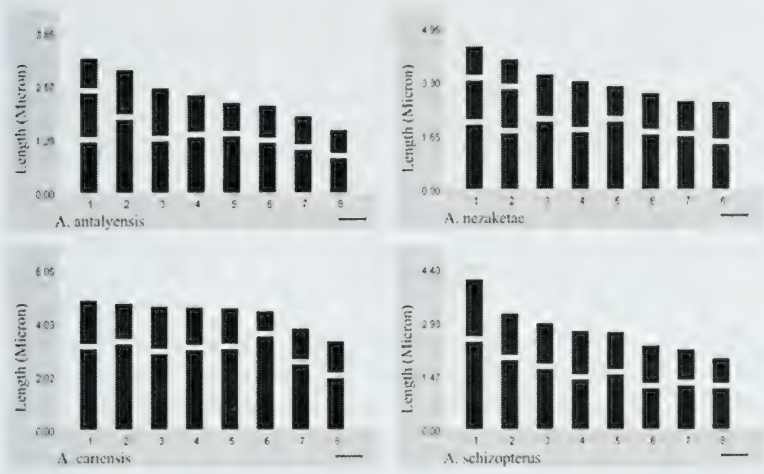 Length (Micron)
3.85
2.57
1.28
0.00
1 2 3 4 5 6 7 8
A. antalyensis
Length (Micron)
4.95
3.30
1.65
0.00
1 2 3 4 5 6 7 8
A. nezaketae
Length (Micron)
6.05
4.03
2.02
0.00
1 2 3 4 5 6 7 8
A. cariensis
Length (Micron)
4.40
2.93
1.47
0.00
1 2 3 4 5 6 7 8
A. schizopterus